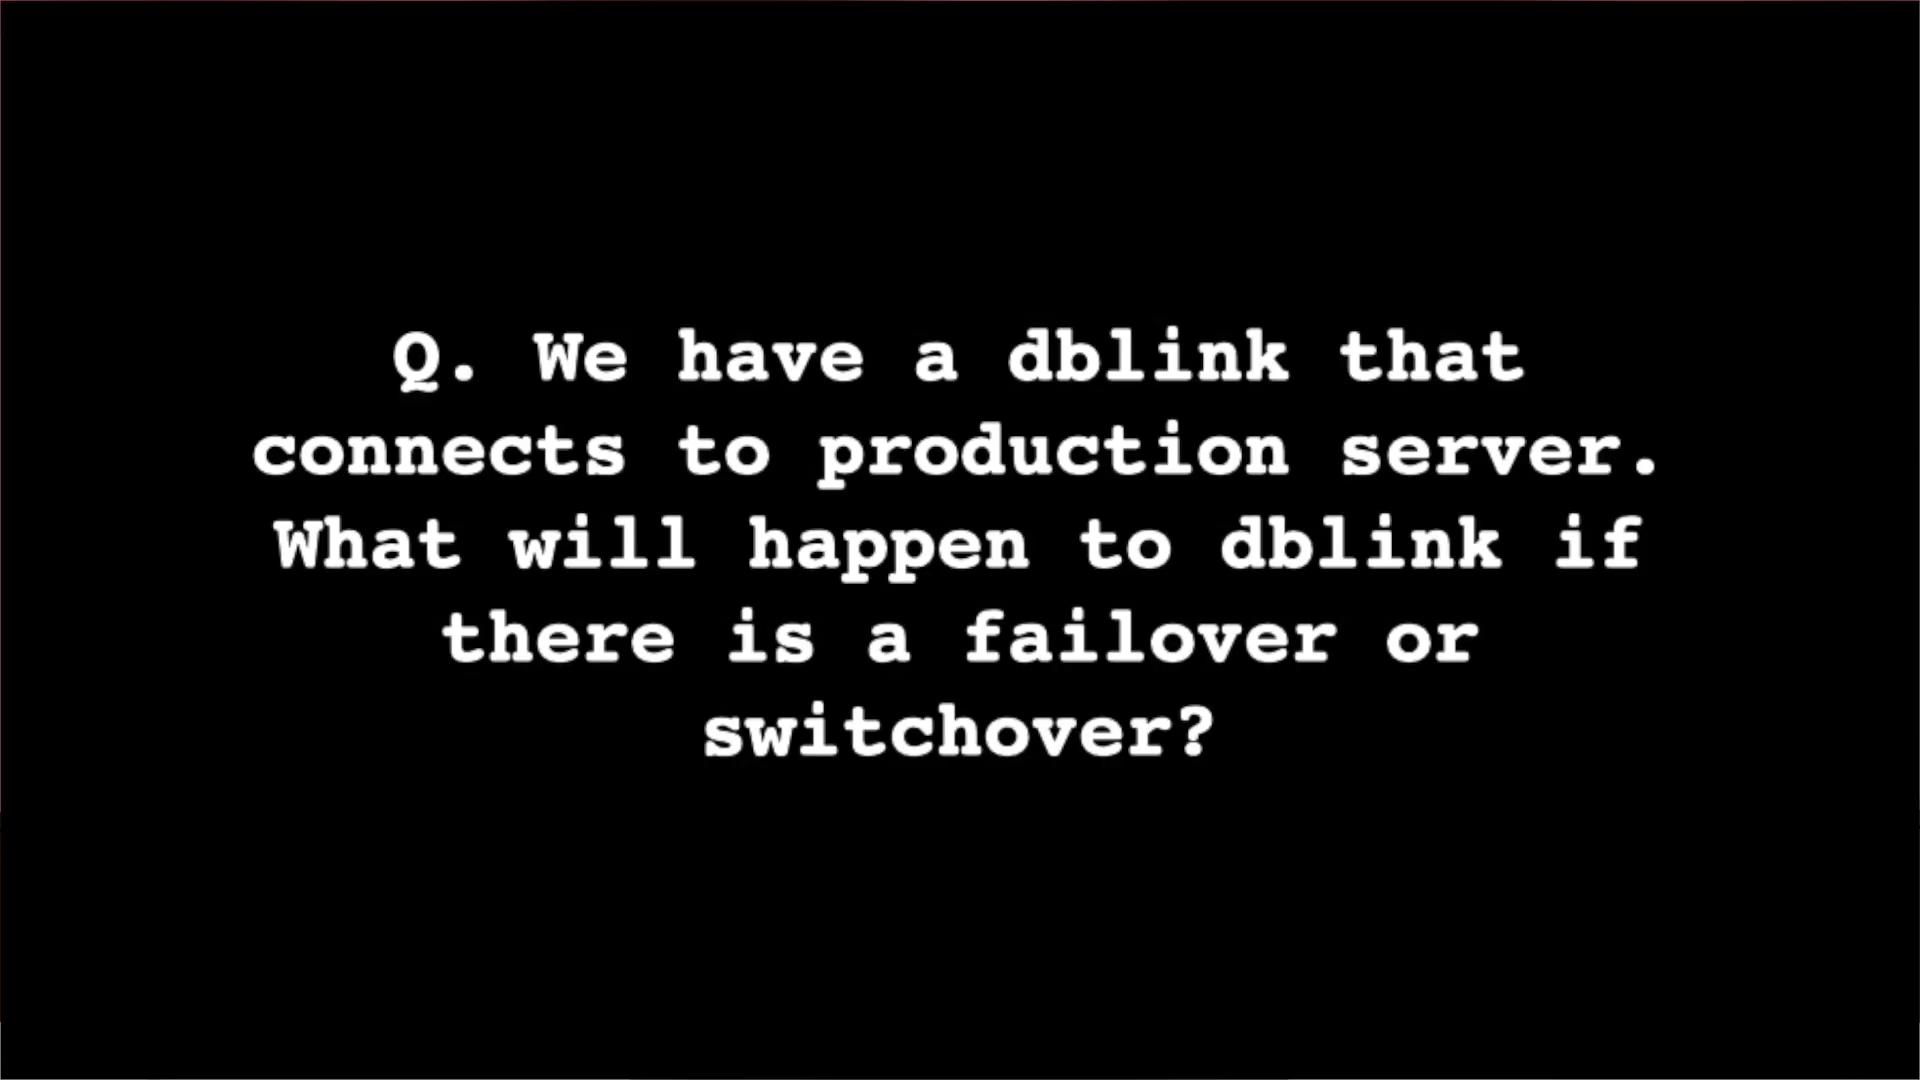 Q. We have a dblink that
connects to production server.
What will happen to dblink if
there is a failover or
switchover?